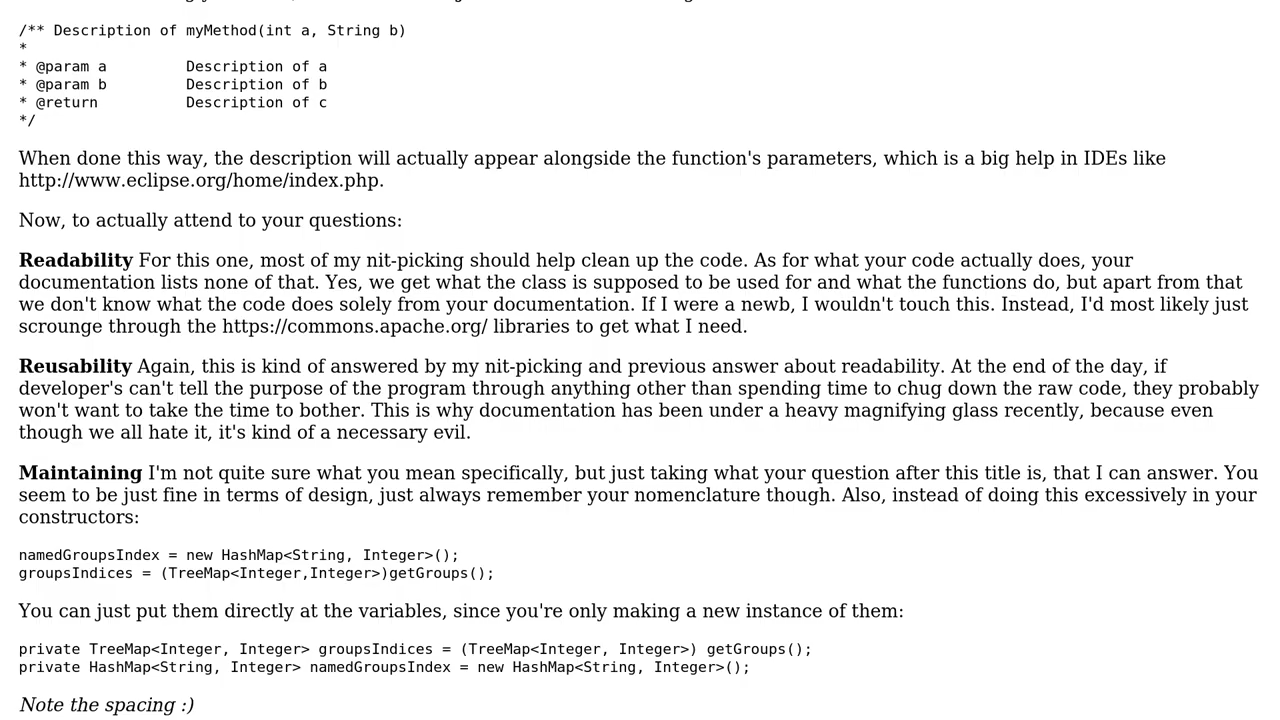 /** Description of myMethod(int a, String b)
*
* @param a         Description of a
* @param b         Description of b
* @return          Description of c
*/
When done this way, the description will actually appear alongside the function's parameters, which is a big help in IDEs like
http://www.eclipse.org/home/index.php.
Now, to actually attend to your questions:
Readability For this one, most of my nit-picking should help clean up the code. As for what your code actually does, your
documentation lists none of that. Yes, we get what the class is supposed to be used for and what the functions do, but apart from that
we don't know what the code does solely from your documentation. If I were a newb, I wouldn't touch this. Instead, I'd most likely just
scrounge through the https://commons.apache.org/ libraries to get what I need.
Reusability Again, this is kind of answered by my nit-picking and previous answer about readability. At the end of the day, if
developer's can't tell the purpose of the program through anything other than spending time to chug down the raw code, they probably
won't want to take the time to bother. This is why documentation has been under a heavy magnifying glass recently, because even
though we all hate it, it's kind of a necessary evil.
Maintaining I'm not quite sure what you mean specifically, but just taking what your question after this title is, that I can answer. You
seem to be just fine in terms of design, just always remember your nomenclature though. Also, instead of doing this excessively in your
constructors:
namedGroupsIndex = new HashMap<String, Integer>();
groupsIndices = (TreeMap<Integer,Integer>)getGroups();
You can just put them directly at the variables, since you're only making a new instance of them:
private TreeMap<Integer, Integer> groupsIndices = (TreeMap<Integer, Integer>) getGroups();
private HashMap<String, Integer> namedGroupsIndex = new HashMap<String, Integer>();
Note the spacing :)